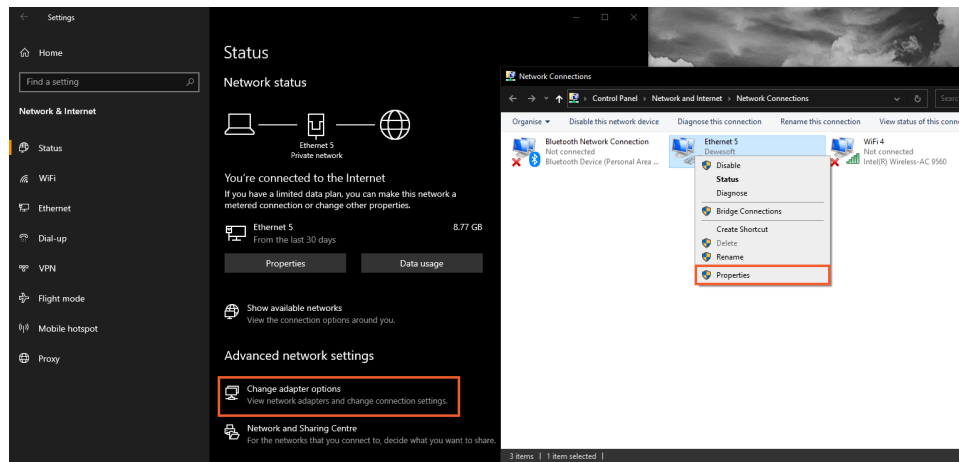 Settings
Home
Find a setting
Network & Internet
Status
WiFi
Ethernet
Dial-up
VPN
Flight mode
Mobile hotspot
Proxy
Status
Network status
Ethernet 5
Private network
You're connected to the Internet
If you have a limited data plan, you can make this network a
metered connection or change other properties.
Ethernet 5
8.77 GB
From the last 30 days
Properties
Data usage
Show available networks
View the connection options around you.
Advanced network settings
Change adapter options
View network adapters and change connection settings.
Network and Sharing Centre
For the networks that you connect to, decide what you want to share.
Network Connections
Control Panel › Network and Internet › Network Connections
Searc
Organise Disable this network device Diagnose this connection Rename this connection View status of this conn
Bluetooth Network Connection
Not connected
Bluetooth Device (Personal Area ...
Ethernet 5
Dewesoft
WiFi 4
Not connected
Intel(R) Wireless-AC 9560
Disable
Status
Diagnose
Bridge Connections
Create Shortcut
Delete
Rename
Properties
3 items 1 item selected